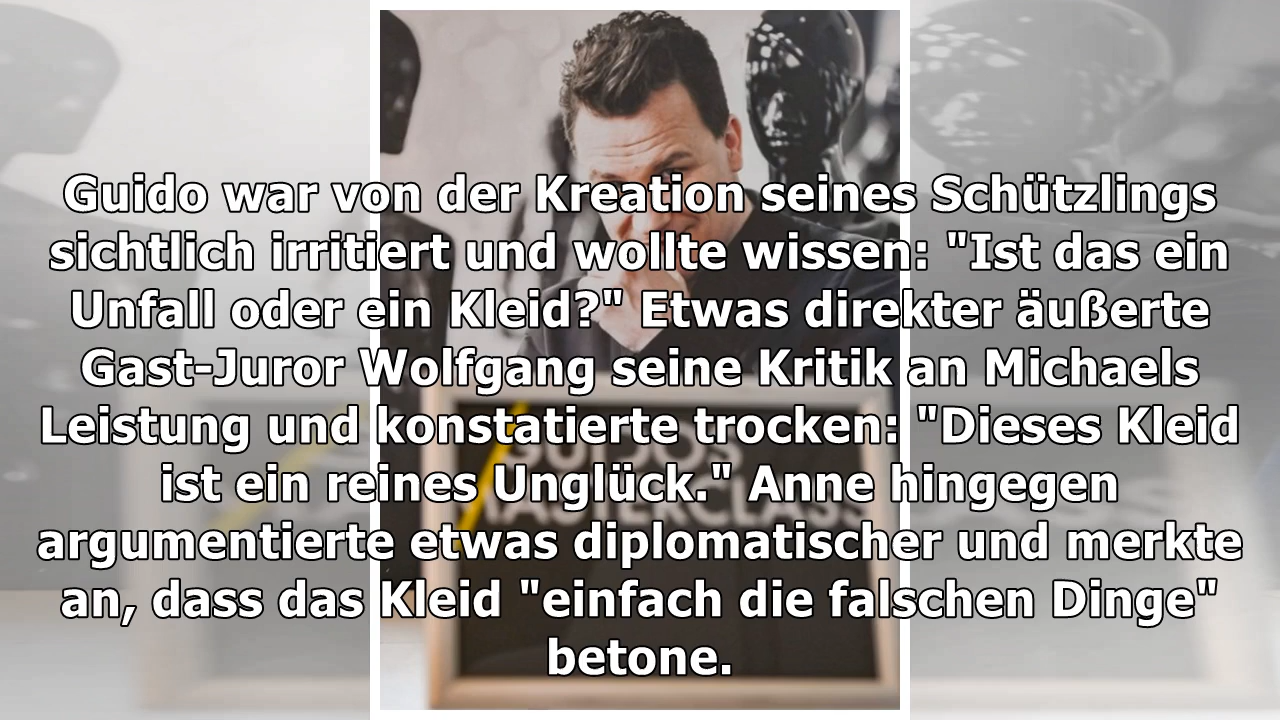 Guido war von der Kreation seines Schützlings
sichtlich irritiert und wollte wissen: "Ist das ein
Unfall oder ein Kleid?" Etwas direkter äußerte
Gast-Juror Wolfgang seine Kritik an Michaels
Leistung und konstatierte trocken: "Dieses Kleid
ist ein reines Unglück." Anne hingegen
argumentierte etwas diplomatischer und merkte
an, dass das Kleid "einfach die falschen Dinge"
betone.
GUIDOS
MASTERCLASS